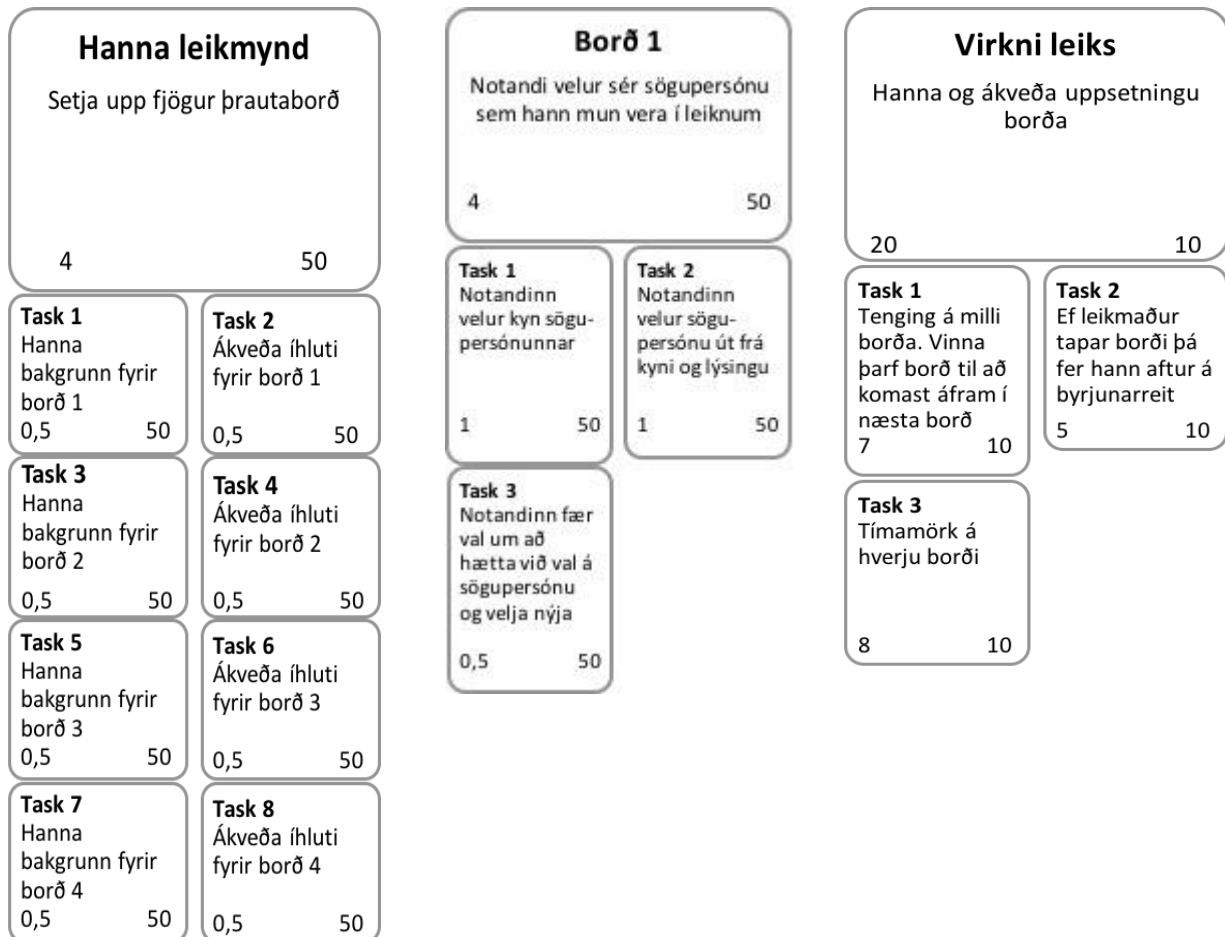 Hanna leikmynd
Setja upp fjögur þrautaborð
4 50
Task 1
Hanna
bakgrunn fyrir
borð 1
0,5 50
Task 2
Ákveða íhluti
fyrir borð 1
0,5 50
Task 3
Hanna
bakgrunn fyrir
borð 2
0,5 50
Task 4
Ákveða íhluti
fyrir borð 2
0,5 50
Task 5
Hanna
bakgrunn fyrir
borð 3
0,5 50
Task 6
Ákveða íhluti
fyrir borð 3
0,5 50
Task 7
Hanna
bakgrunn fyrir
borð 4
0,5 50
Task 8
Ákveða íhluti
fyrir borð 4
0,5 50
Borð 1
Notandi velur sér sögupersónu
sem hann mun vera í leiknum
4 50
Task 1
Notandinn
velur kyn sögu-
persónunnar
1 50
Task 2
Notandinn
velur sögu-
persónu út frá
kyni og lýsingu
1 50
Task 3
Notandinn fær
val um að
hætta við val á
sögupersónu
og velja nýja
0,5 50
Virkni leiks
Hanna og ákveða uppsetningu
borða
20 10
Task 1
Tenging á milli
borða. Vinna
þarf borð til að
komast áfram í
næsta borð
7 10
Task 2
Ef leikmaður
tapar borði þá
fer hann aftur á
byrjunarreit
5 10
Task 3
Tímamörk á
hverju borði
8 10